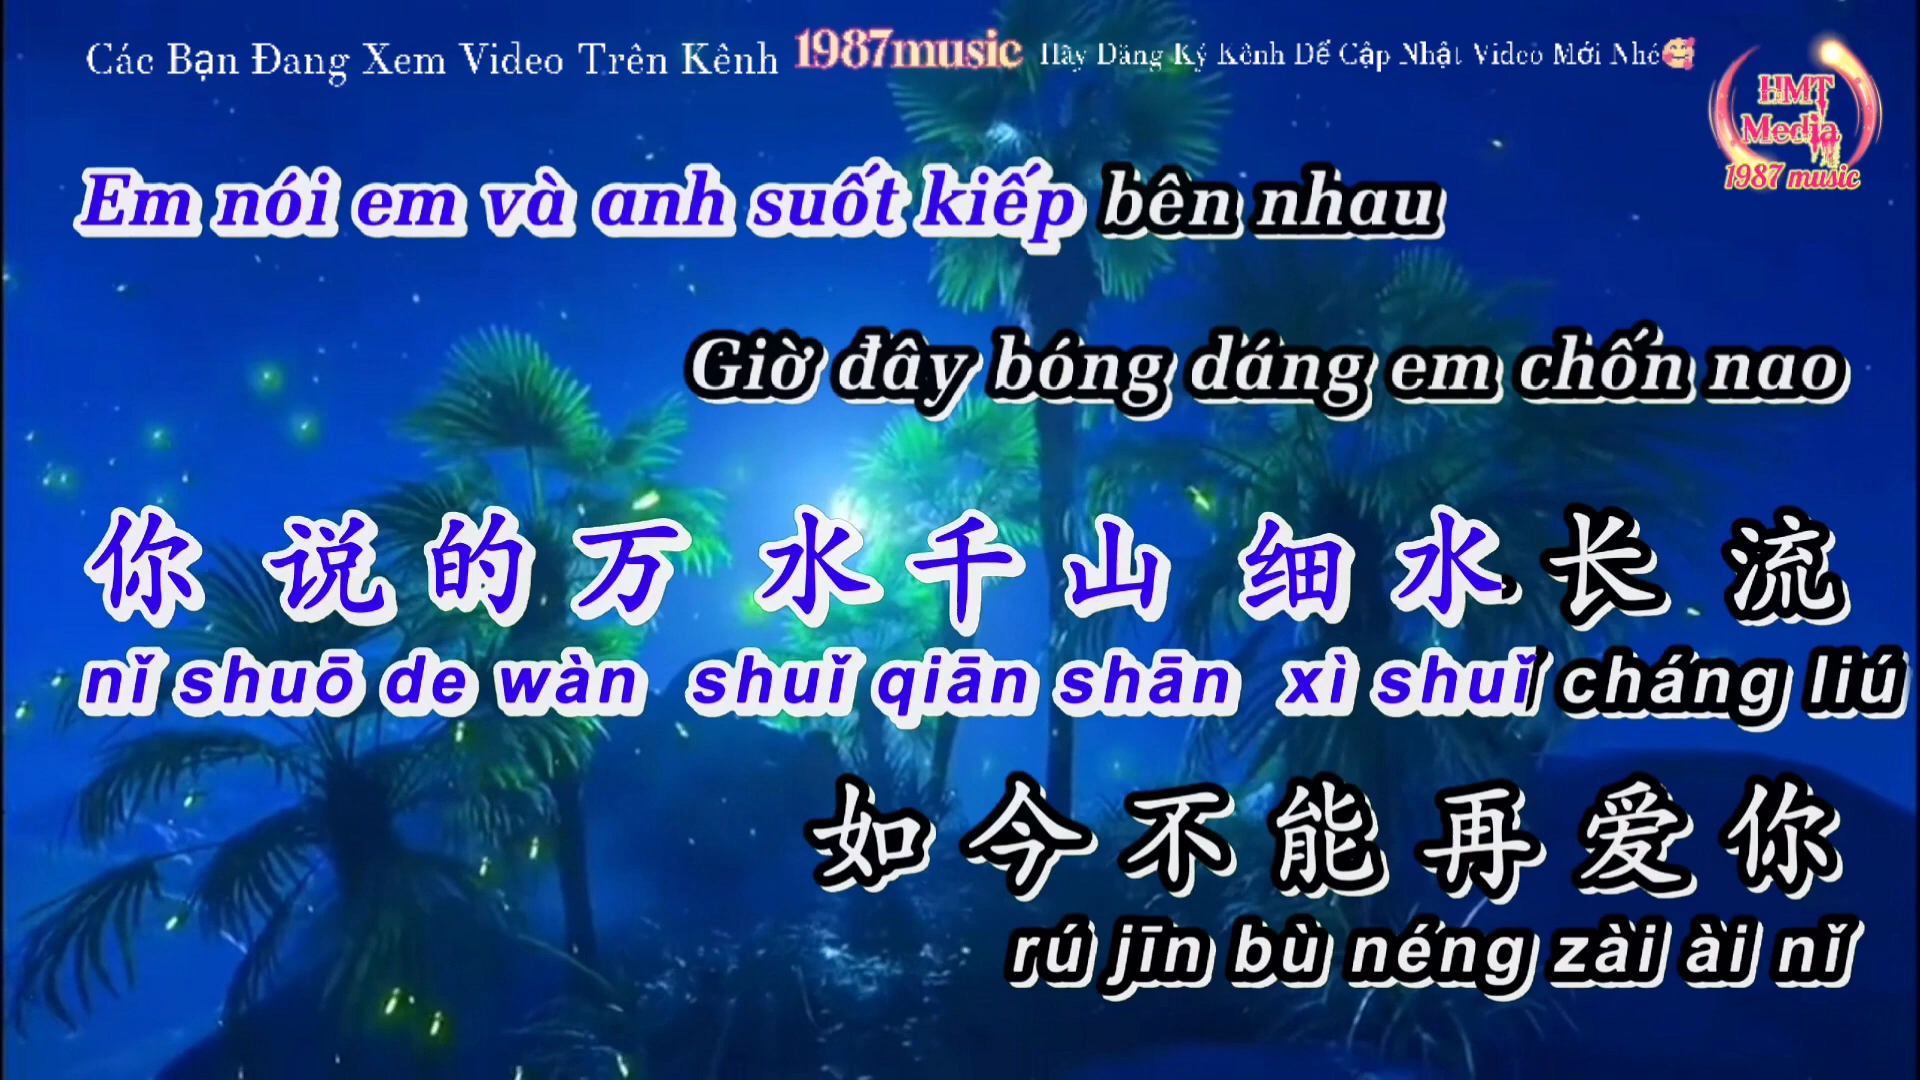 Các Bạn Đang Xem Video Trên Kênh 1987music Hãy Đăng Ký Kênh Để Cập Nhật Video Mới Nhé🥰
HMT
Media
1987 music
Em nói em và anh suốt kiếp bên nhau
Giờ đây bóng dáng em chốn nao
你说的万 水千山 细水长流
nǐ shuō de wàn shuǐ qiān shān xì shuǐ cháng liú
如今不能再爱你
rú jīn bù néng zài ài nǐ